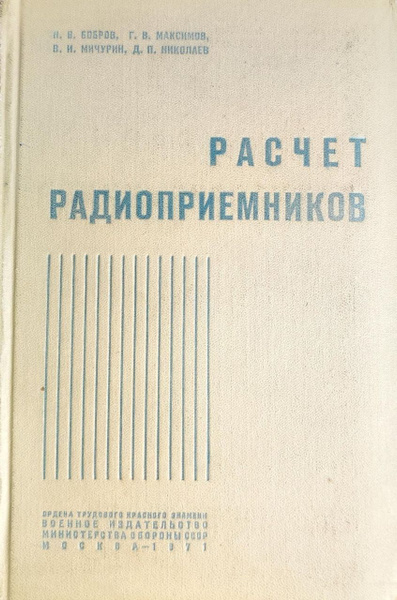 Н. В. БОБРОВ, Г. В. МАКСИМОВ,
В. И. МИЧУРИН, Д. П. НИКОЛАЕВ
РАСЧЕТ
РАДИОПРИЕМНИКОВ
ОРДЕНА ТРУДОВОГО КРАСНОГО ЗНАМЕНИ
ВОЕННОЕ ИЗДАТЕЛЬСТВО
МИНИСТЕРСТВА ОБОРОНЫ СССР
МОСКВА—1971